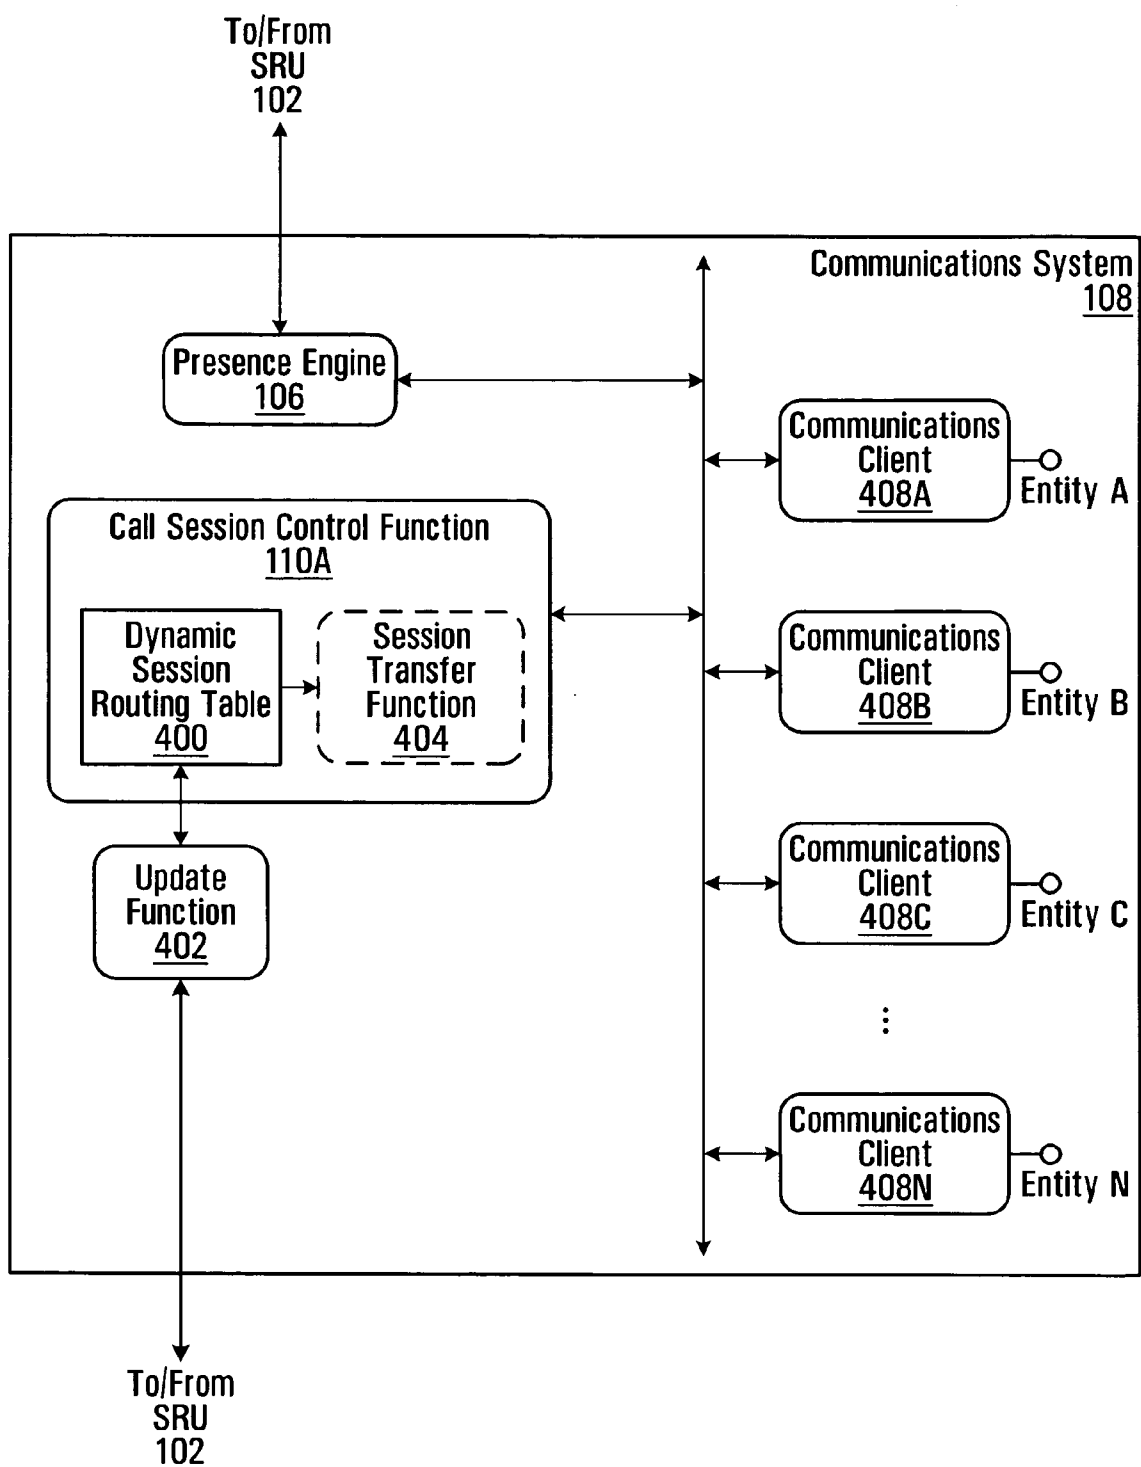 To/From
SRU
102
Communications System
108
Presence Engine
106
Communications
Client
408A
Entity A
Call Session Control Function
110A
Dynamic
Session
Routing Table
400
Session
Transfer
Function
404
Communications
Client
408B
Entity B
Update
Function
402
Communications
Client
408C
Entity C
Communications
Client
408N
Entity N
To/From
SRU
102